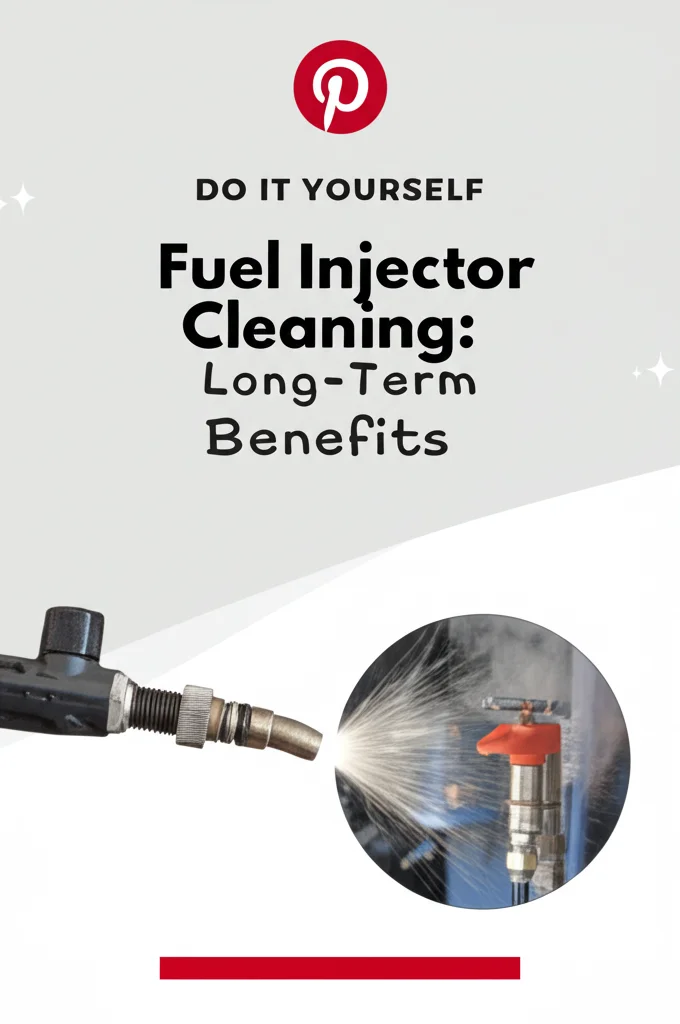 DO IT YOURSELF
Fuel Injector
Cleaning:
Long-Term
Benefits